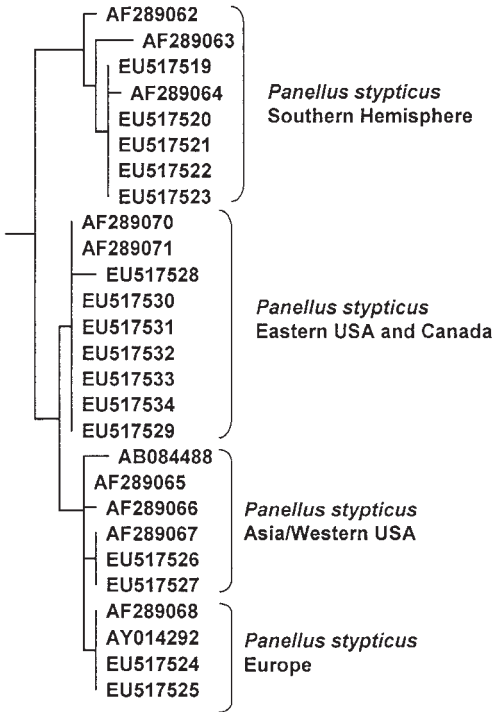 AF289062
AF289063
EU517519
AF289064
EU517520
EU517521
EU517522
EU517523
Panellus stypticus
Southern Hemisphere
AF289070
AF289071
EU517528
EU517530
EU517531
EU517532
EU517533
EU517534
EU517529
Panellus stypticus
Eastern USA and Canada
AB084488
AF289065
AF289066
AF289067
EU517526
EU517527
Panellus stypticus
Asia/Western USA
AF289068
AY014292
EU517524
EU517525
Panellus stypticus
Europe